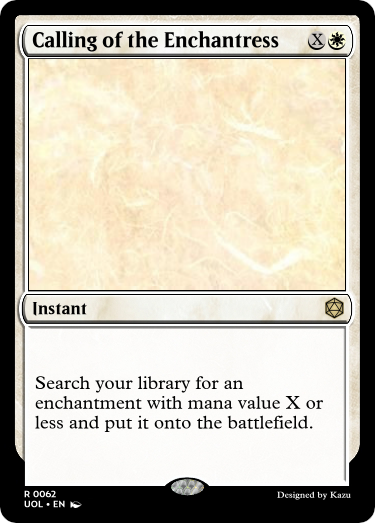 Calling of the Enchantress X
Instant
Search your library for an
enchantment with mana value X or
less and put it onto the battlefield.
R 0062
UOL • EN
Designed by Kazu